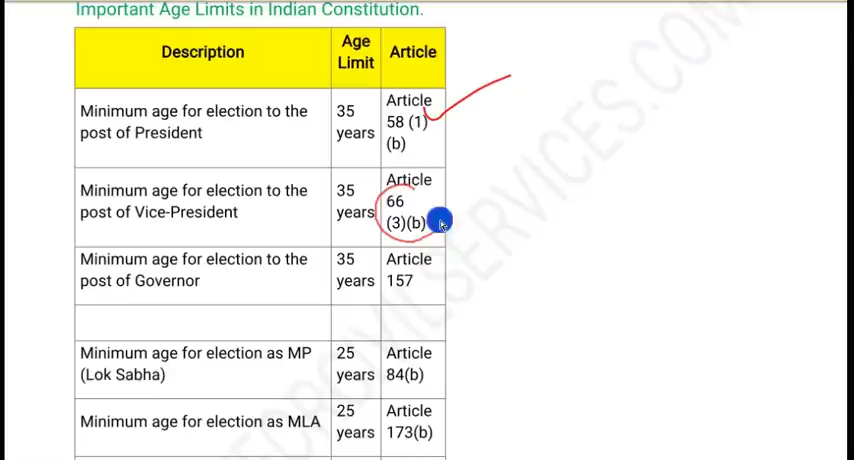 Important Age Limits in Indian Constitution.
Description
Age
Limit
Article
Minimum age for election to the
post of President
35
years
Article
58 (1)
(b)
Minimum age for election to the
post of Vice-President
35
years
Article
66
(3)(b)
Minimum age for election to the
post of Governor
35
years
Article
157
Minimum age for election as MP
(Lok Sabha)
25
years
Article
84(b)
Minimum age for election as MLA
25
years
Article
173(b)